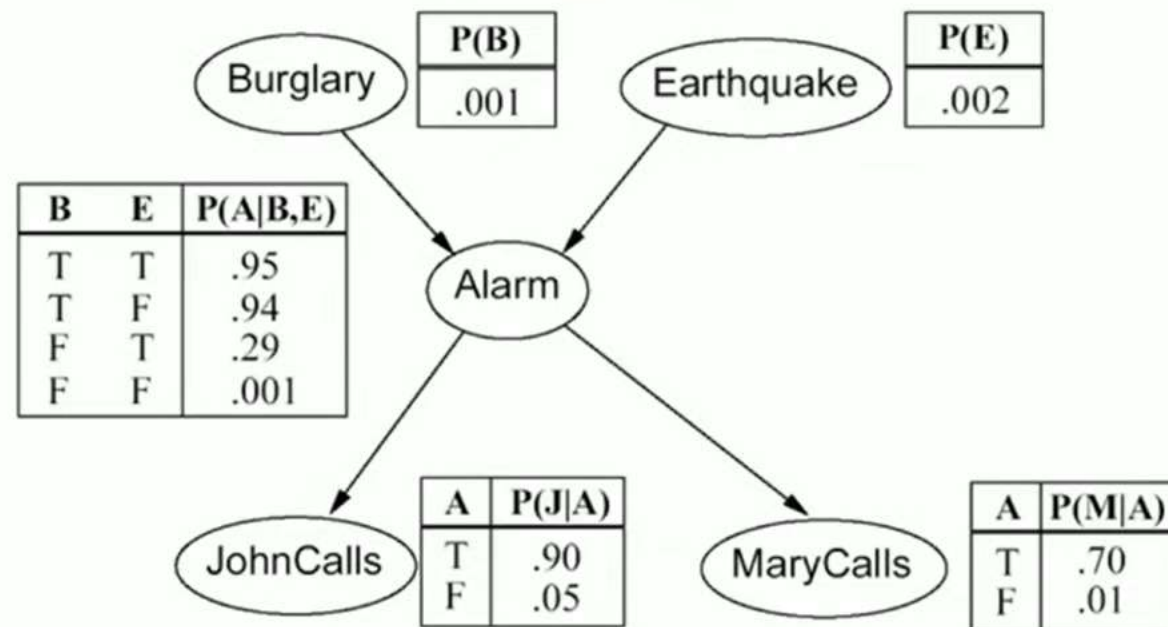 Burglary
P(B)
.001
Earthquake
P(E)
.002
B E P(A|B,E)
T T .95
T F .94
F T .29
F F .001
Alarm
JohnCalls
A P(J|A)
T .90
F .05
MaryCalls
A P(M|A)
T .70
F .01